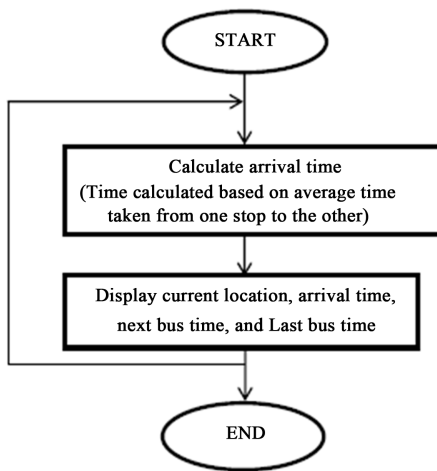 START
Calculate arrival time
(Time calculated based on average time
taken from one stop to the other)
Display current location, arrival time,
next bus time, and Last bus time
END